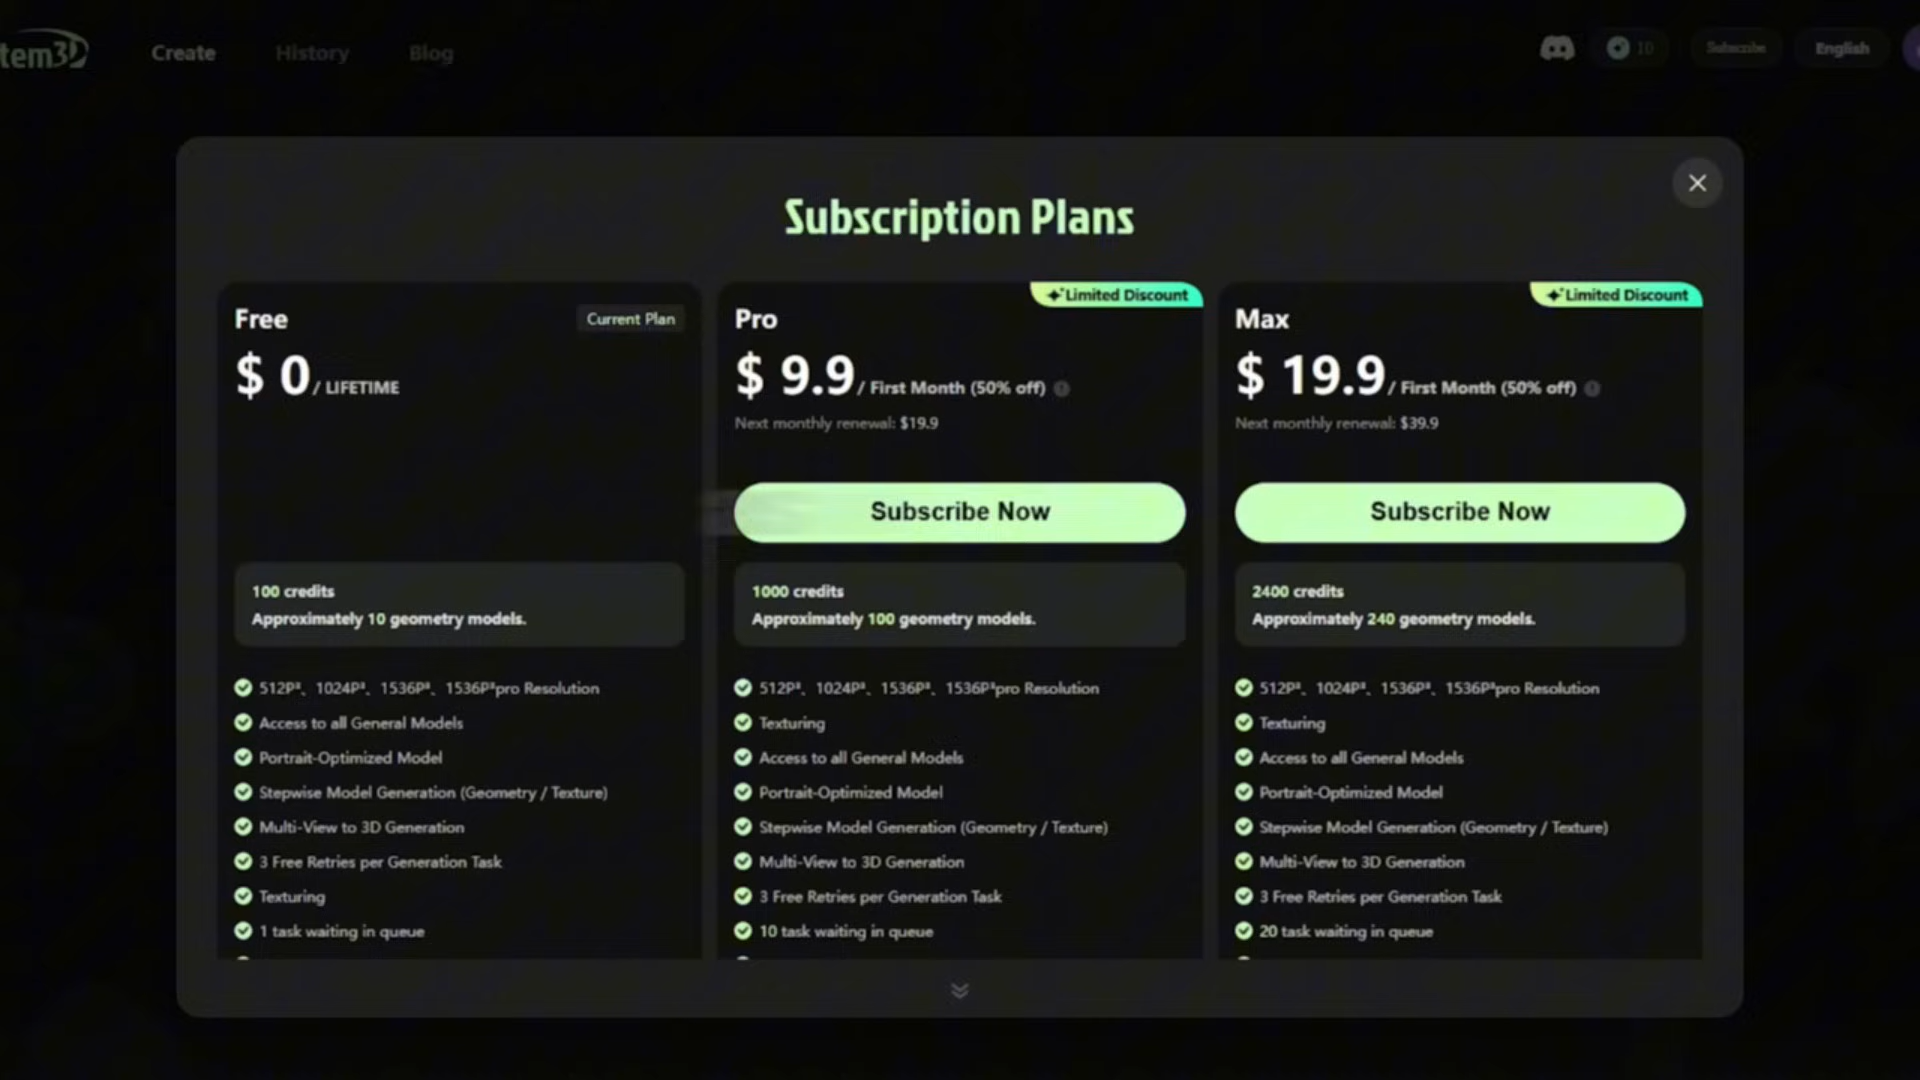 tem3D
Create
History
Blog
10
Subscribe
English
Subscription Plans
Free
Current Plan
$ 0 / LIFETIME
100 credits
Approximately 10 geometry models.
512P³、1024P³、1536P³、1536P³pro Resolution
Access to all General Models
Portrait-Optimized Model
Stepwise Model Generation (Geometry / Texture)
Multi-View to 3D Generation
3 Free Retries per Generation Task
Texturing
1 task waiting in queue
Limited Discount
Pro
$ 9.9 / First Month (50% off)
Next monthly renewal: $19.9
Subscribe Now
1000 credits
Approximately 100 geometry models.
512P³、1024P³、1536P³、1536P³pro Resolution
Texturing
Access to all General Models
Portrait-Optimized Model
Stepwise Model Generation (Geometry / Texture)
Multi-View to 3D Generation
3 Free Retries per Generation Task
10 task waiting in queue
Limited Discount
Max
$ 19.9 / First Month (50% off)
Next monthly renewal: $39.9
Subscribe Now
2400 credits
Approximately 240 geometry models.
512P³、1024P³、1536P³、1536P³pro Resolution
Texturing
Access to all General Models
Portrait-Optimized Model
Stepwise Model Generation (Geometry / Texture)
Multi-View to 3D Generation
3 Free Retries per Generation Task
20 task waiting in queue